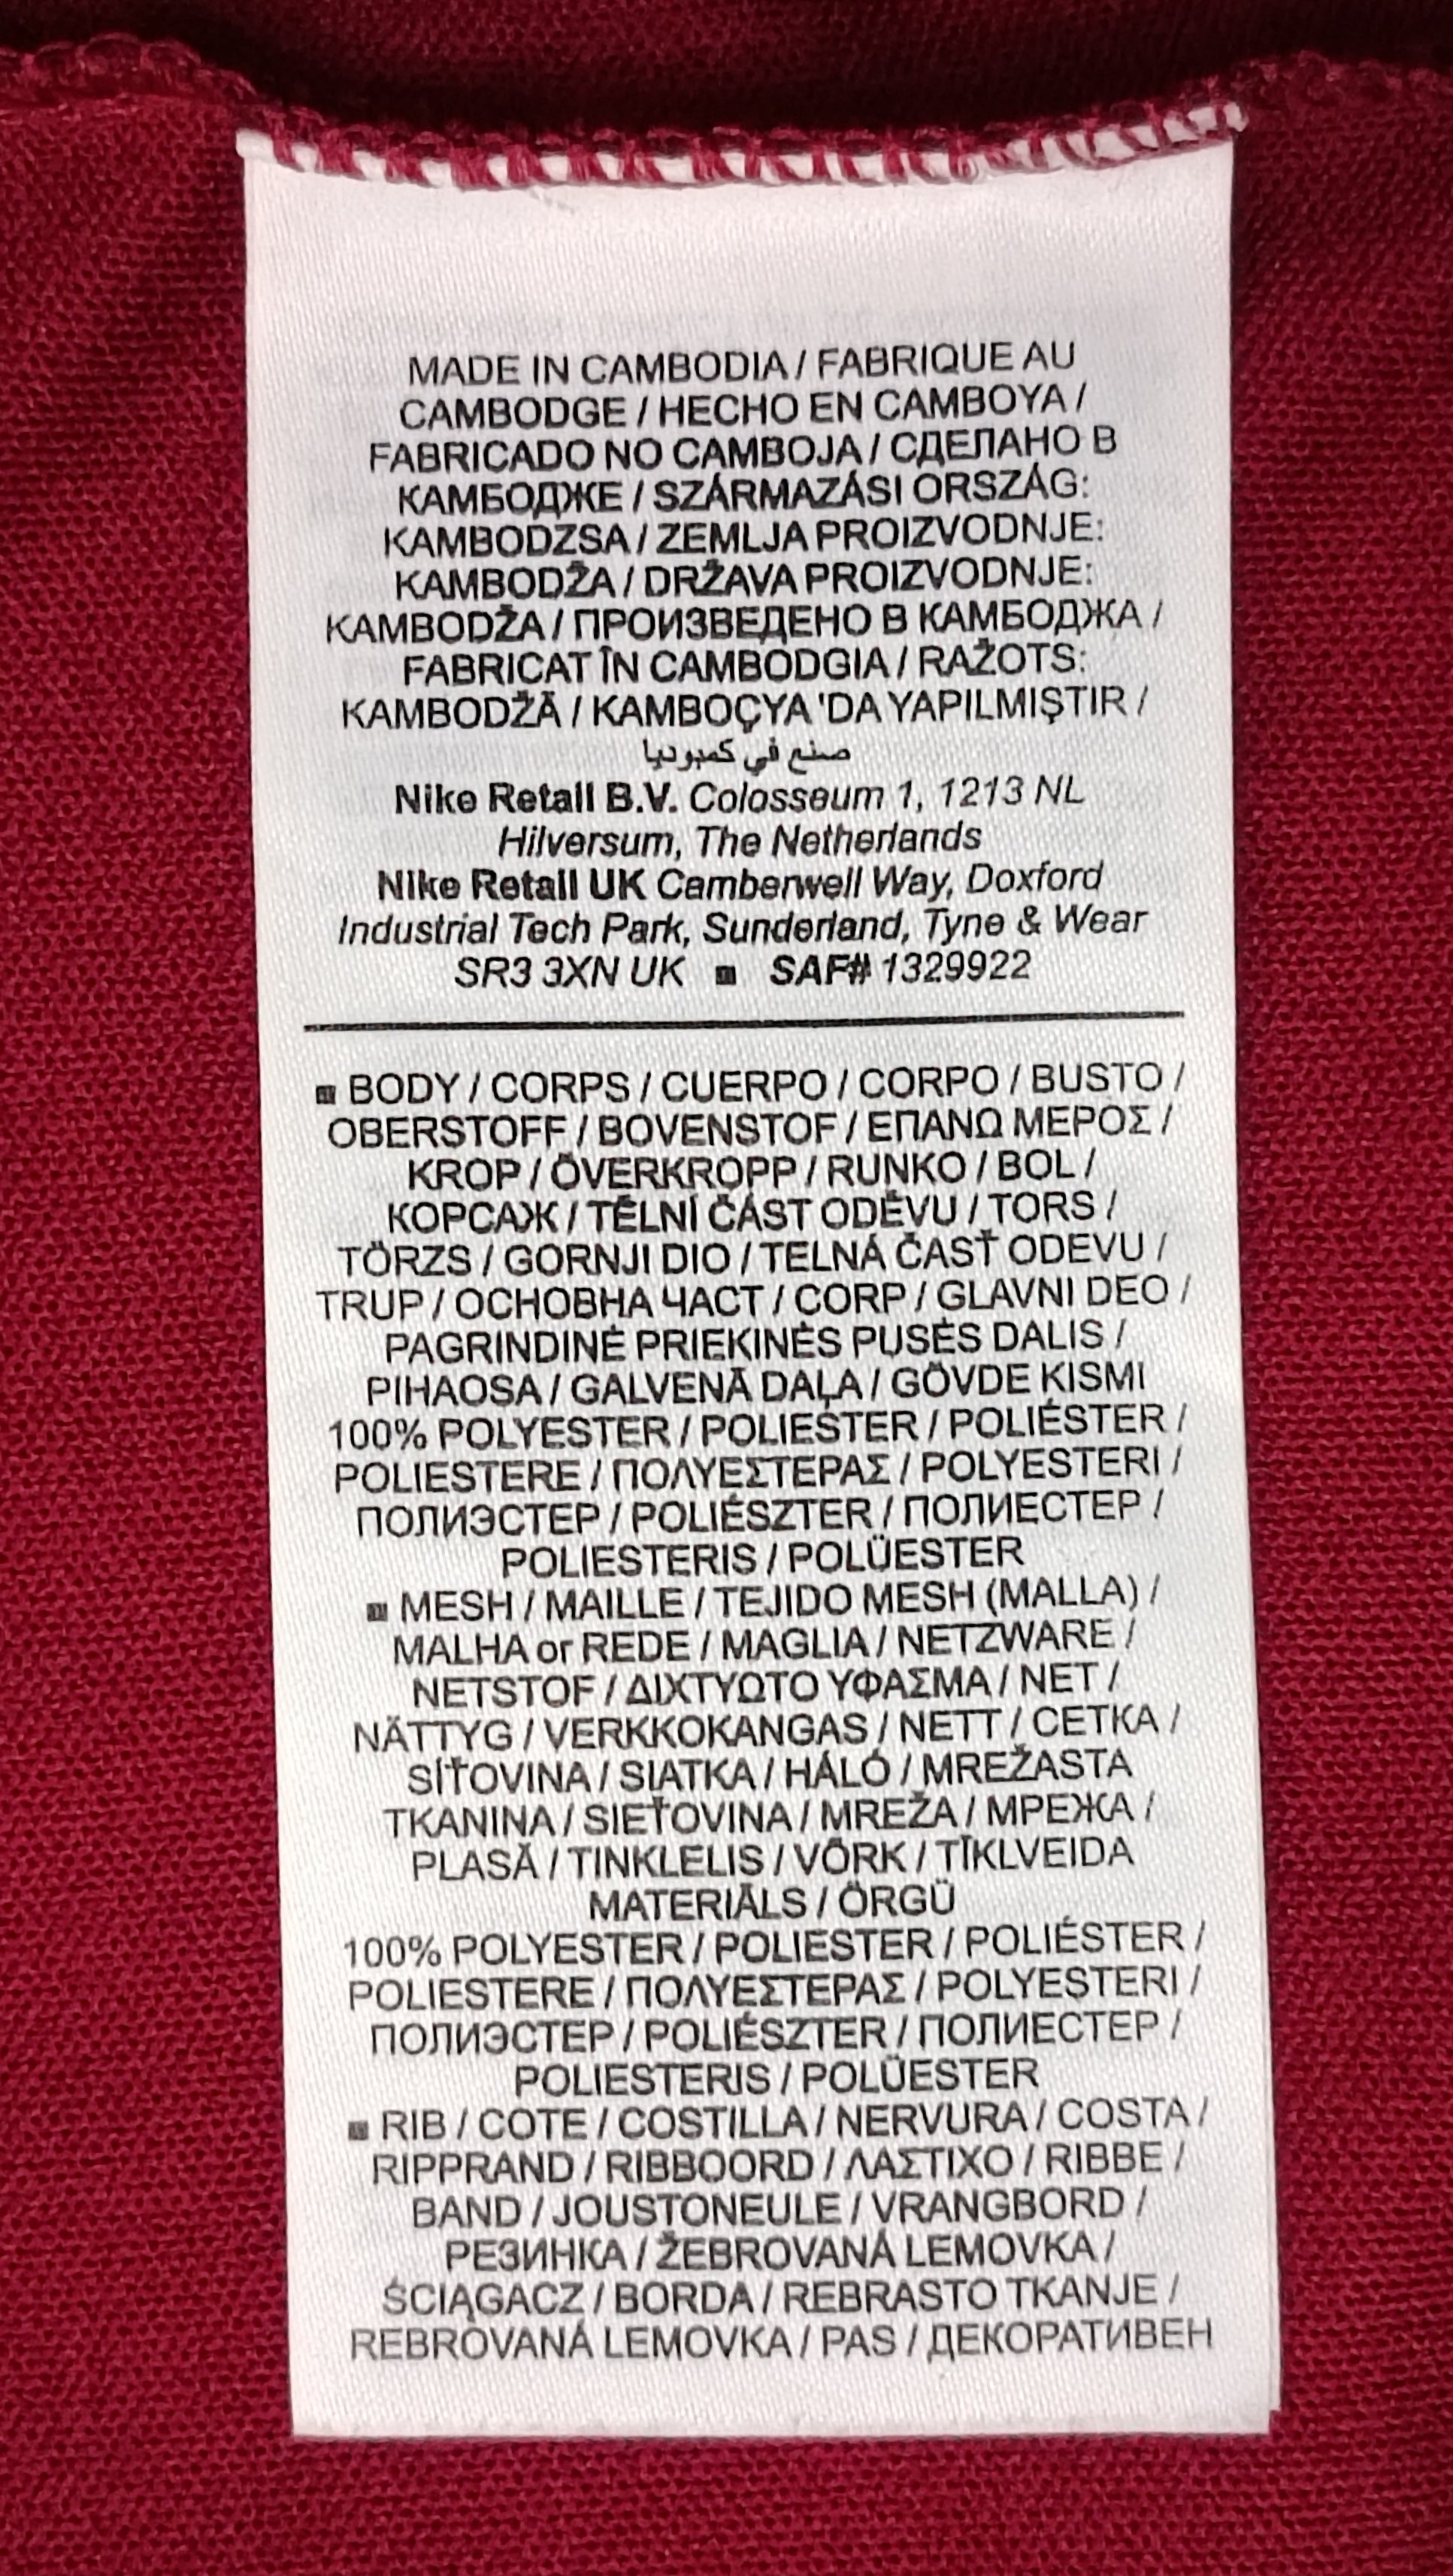 MADE IN CAMBODIA / FABRIQUE AU
CAMBODGE / HECHO EN CAMBOYA /
FABRICADO NO CAMBOJA / СДЕЛАНО В
КАМБОДЖЕ / SZÁRMAZÁSI ORSZÁG:
KAMBODZSA / ZEMLJA PROIZVODNJE:
KAMBODŽA / DRŽAVA PROIZVODNJE:
KAMBODŽA / ПРОИЗВЕДЕНО В КАМБОДЖА /
FABRICAT ÎN CAMBODGIA / RAŽOTS:
KAMBODŽĀ / KAMBOÇYA 'DA YAPILMIŞTIR /
صنع في كمبوديا
Nike Retail B.V. Colosseum 1, 1213 NL
Hilversum, The Netherlands
Nike Retail UK Camberwell Way, Doxford
Industrial Tech Park, Sunderland, Tyne & Wear
SR3 3XN UK ■ SAF# 1329922
■ BODY / CORPS / CUERPO / CORPO / BUSTO /
OBERSTOFF / BOVENSTOF / ΕΠΑΝΩ ΜΕΡΟΣ /
KROP / ÖVERKROPP / RUNKO / BOL /
КОРСАЖ / TĚLNÍ ČÁST ODĚVU / TORS /
TÖRZS / GORNJI DIO / TELNÁ ČASŤ ODEVU /
TRUP / ОСНОВНА ЧАСТ / CORP / GLAVNI DEO /
PAGRINDINĖ PRIEKINĖS PUSĖS DALIS /
PIHAOSA / GALVENĀ DAĻA / GÖVDE KISMI
100% POLYESTER / POLIESTER / POLIÉSTER /
POLIESTERE / ΠΟΛΥΕΣΤΕΡΑΣ / POLYESTERI /
ПОЛИЭСТЕР / POLIÉSZTER / ПОЛИЕСТЕР /
POLIESTERIS / POLÜESTER
■ MESH / MAILLE / TEJIDO MESH (MALLA) /
MALHA or REDE / MAGLIA / NETZWARE /
NETSTOF / ΔΙΧΤΥΩΤΟ ΥΦΑΣΜΑ / NET /
NÄTTYG / VERKKOKANGAS / NETT / СЕТКА /
SÍŤOVINA / SIATKA / HÁLÓ / MREŽASTA
TKANINA / SIEŤOVINA / MREŽA / МРЕЖА /
PLASĂ / TINKLELIS / VÕRK / TĪKLVEIDA
MATERIĀLS / ÖRGÜ
100% POLYESTER / POLIESTER / POLIÉSTER /
POLIESTERE / ΠΟΛΥΕΣΤΕΡΑΣ / POLYESTERI /
ПОЛИЭСТЕР / POLIÉSZTER / ПОЛИЕСТЕР /
POLIESTERIS / POLÜESTER
■ RIB / COTE / COSTILLA / NERVURA / COSTA /
RIPPRAND / RIBBOORD / ΛΑΣΤΙΧΟ / RIBBE /
BAND / JOUSTONEULE / VRANGBORD /
РЕЗИНКА / ŽEBROVANÁ LEMOVKA /
ŚCIĄGACZ / BORDA / REBRASTO TKANJE /
REBROVANÁ LEMOVKA / PAS / ДЕКОРАТИВЕН